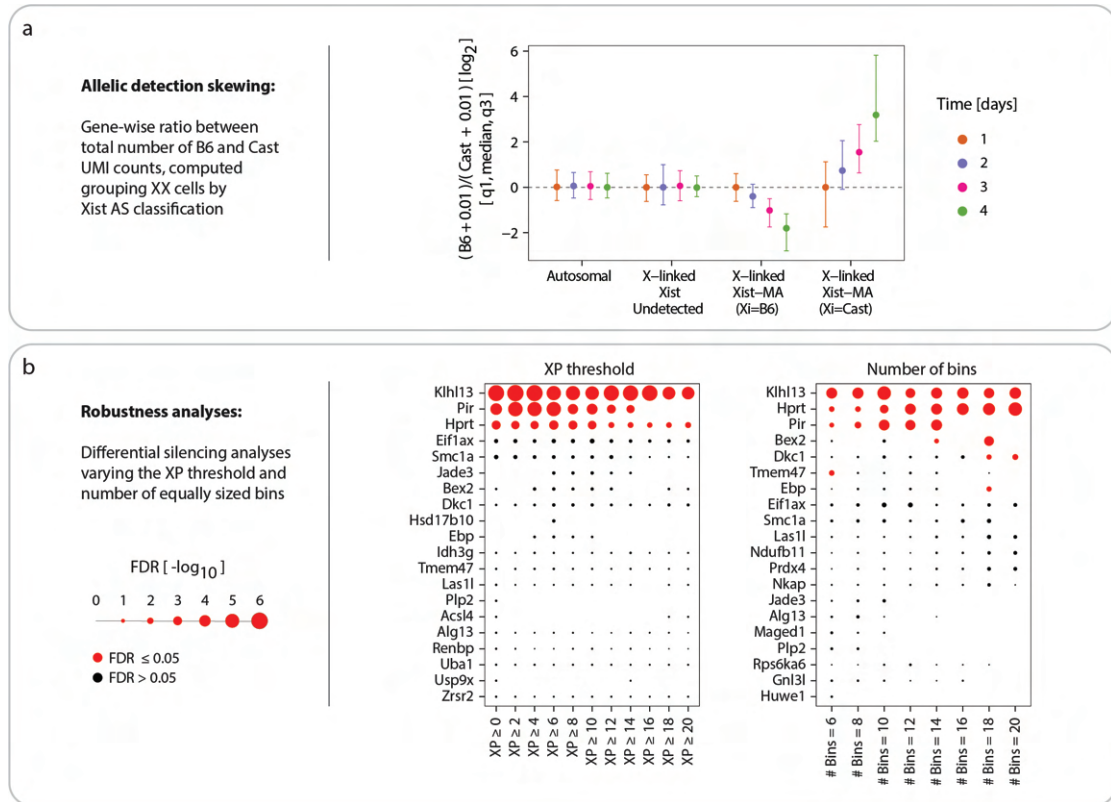 a
Allelic detection skewing:
Gene-wise ratio between
total number of B6 and Cast
UMI counts, computed
grouping XX cells by
Xist AS classification
(B6 + 0.01)/(Cast + 0.01) [log2]
[q1, median, q3]
6
4
2
0
−2
Autosomal
X−linked
Xist
Undetected
X−linked
Xist−MA
(Xi=B6)
X−linked
Xist−MA
(Xi=Cast)
Time [days]
1
2
3
4
b
Robustness analyses:
Differential silencing analyses
varying the XP threshold and
number of equally sized bins
FDR [-log10]
0 1 2 3 4 5 6
FDR ≤ 0.05
FDR > 0.05
XP threshold
Klhl13
Pir
Hprt
Eif1ax
Smc1a
Jade3
Bex2
Dkc1
Hsd17b10
Ebp
Idh3g
Tmem47
Las1l
Plp2
Acsl4
Alg13
Renbp
Uba1
Usp9x
Zrsr2
XP ≥ 0
XP ≥ 2
XP ≥ 4
XP ≥ 6
XP ≥ 8
XP ≥ 10
XP ≥ 12
XP ≥ 14
XP ≥ 16
XP ≥ 18
XP ≥ 20
Number of bins
Klhl13
Hprt
Pir
Bex2
Dkc1
Tmem47
Ebp
Eif1ax
Smc1a
Las1l
Ndufb11
Prdx4
Nkap
Jade3
Alg13
Maged1
Plp2
Rps6ka6
Gnl3l
Huwe1
# Bins = 6
# Bins = 8
# Bins = 10
# Bins = 12
# Bins = 14
# Bins = 16
# Bins = 18
# Bins = 20